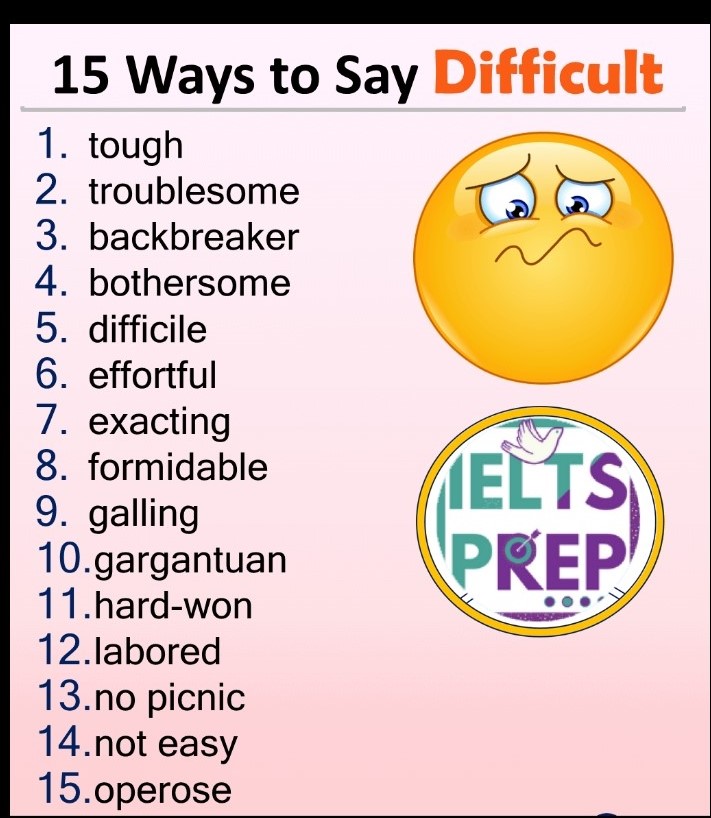 15 Ways to Say Difficult
1. tough
2. troublesome
3. backbreaker
4. bothersome
5. difficile
6. effortful
7. exacting
8. formidable
9. galling
10.gargantuan
11.hard-won
12.labored
13.no picnic
14.not easy
15.operose
IELTS
PREP